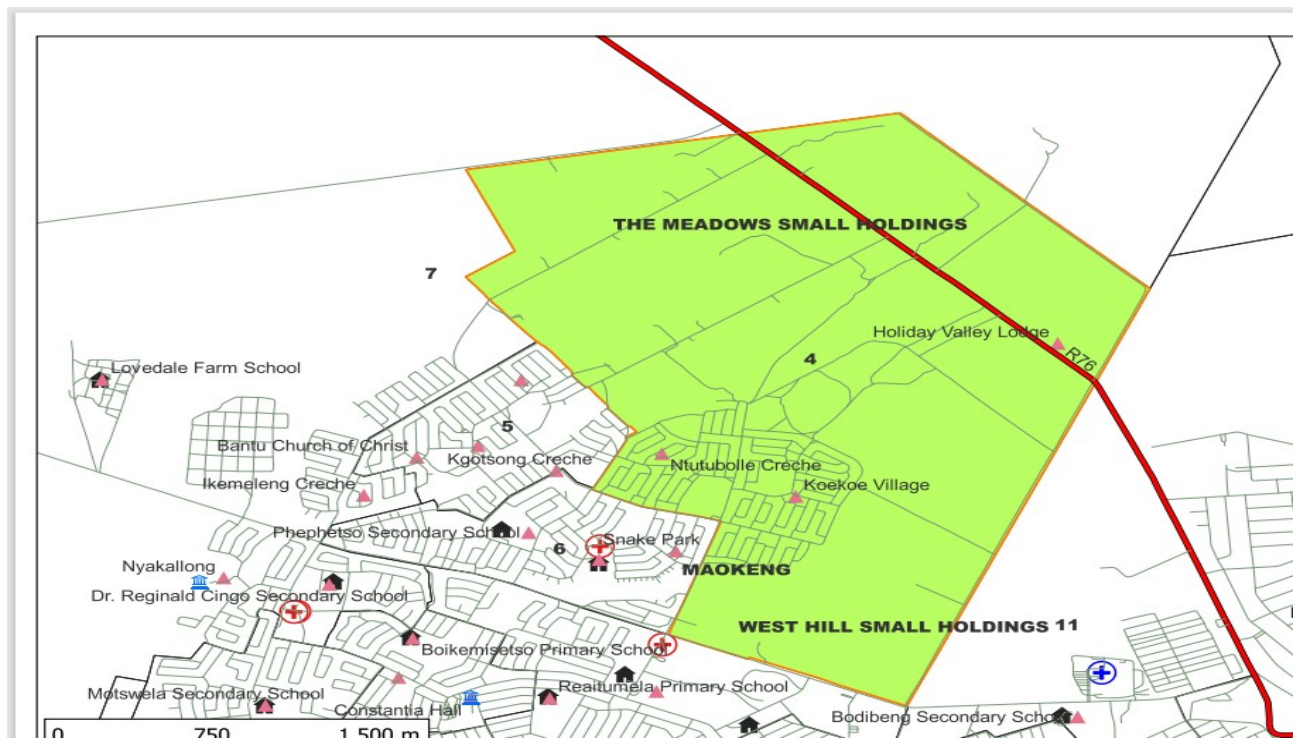 THE MEADOWS SMALL HOLDINGS
7
Holiday Valley Lodge
R76
4
Lovedale Farm School
5
Bantu Church of Christ
Kgotsong Creche
Ntutubolle Creche
Ikemeleng Creche
Koekoe Village
Phephetso Secondary School
Snake Park
6
Nyakallong
MAOKENG
Dr. Reginald Cingo Secondary School
WEST HILL SMALL HOLDINGS 11
Boikemisetso Primary School
Motswela Secondary School
Reaitumela Primary School
Constantia Hall
Bodibeng Secondary School
0 750 1 500 m